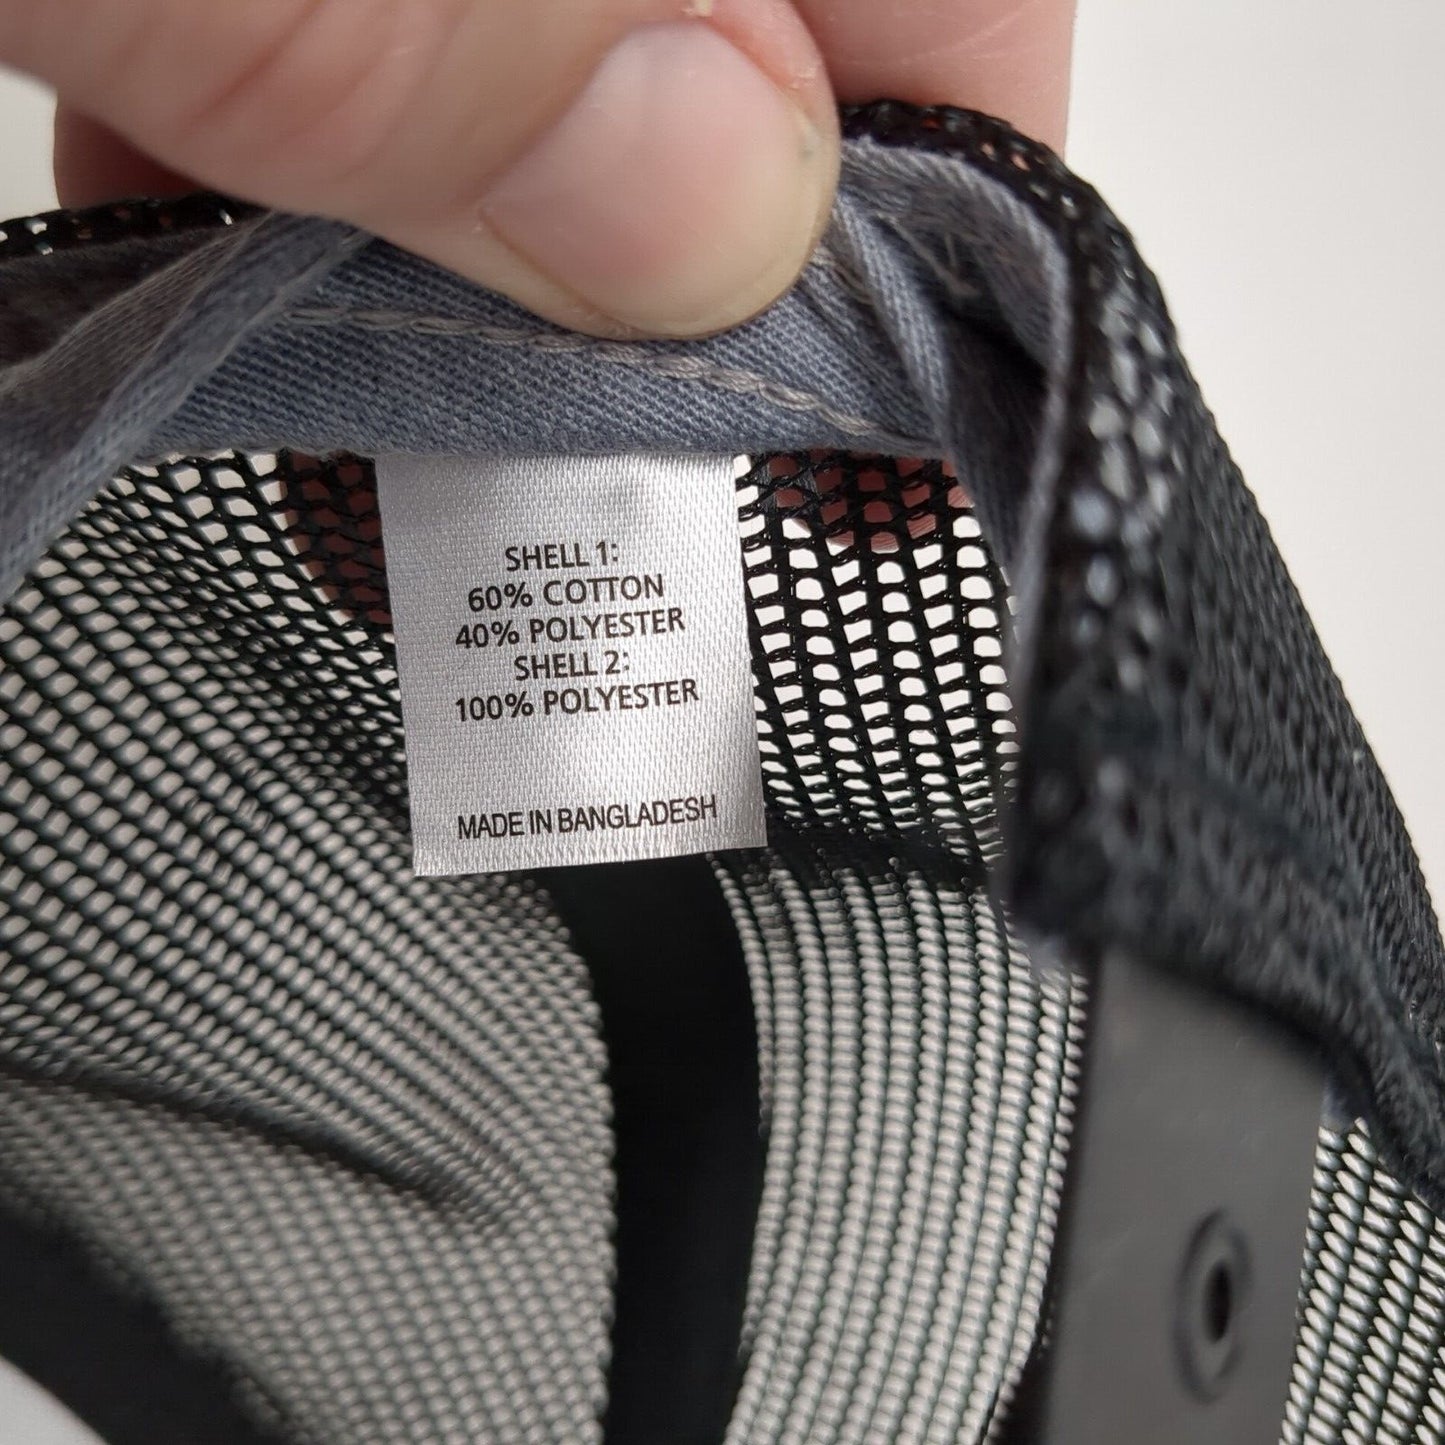 SHELL 1:
60% COTTON
40% POLYESTER
SHELL 2:
100% POLYESTER
MADE IN BANGLADESH